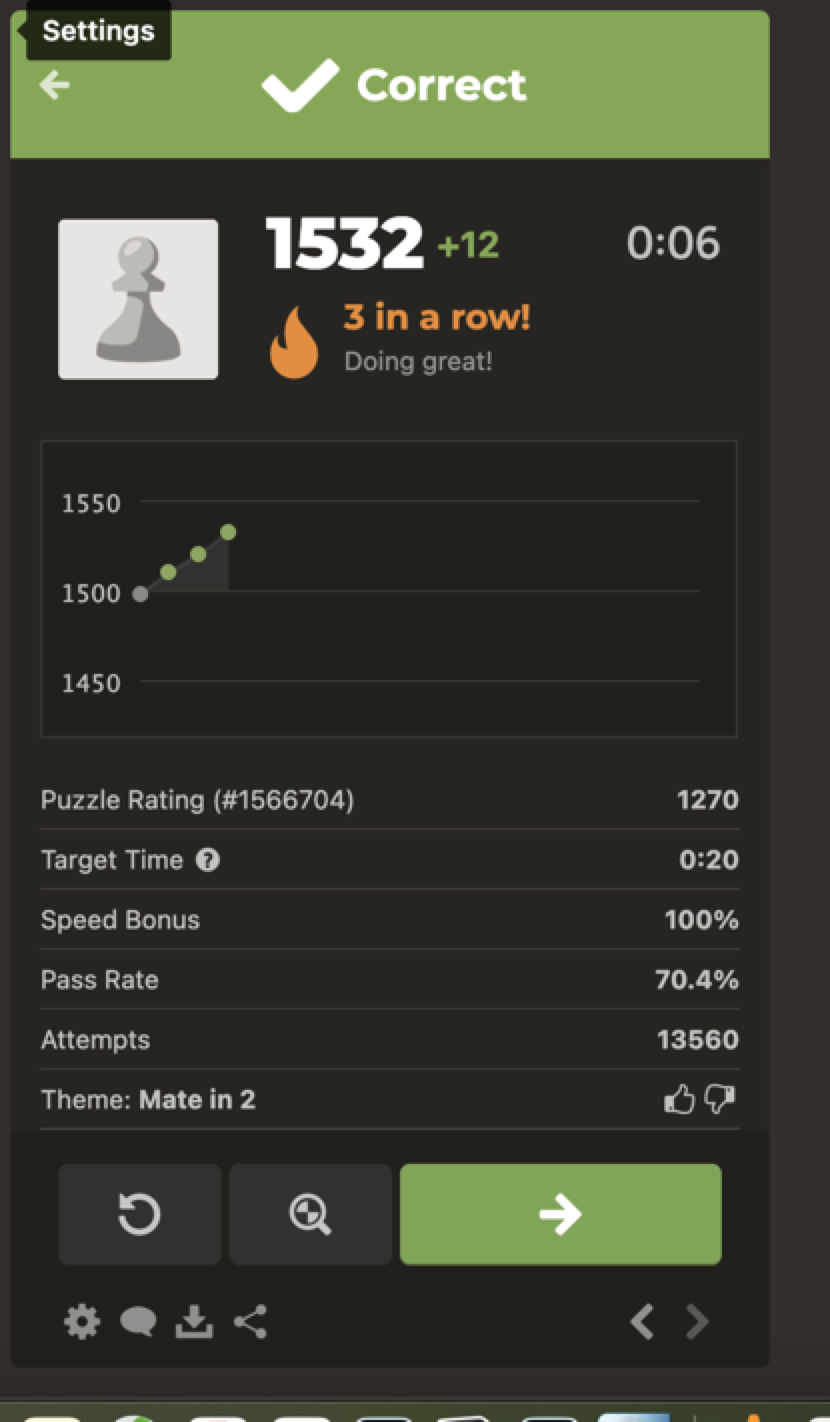 Settings
Correct
1532 +12 0:06
3 in a row!
Doing great!
1550
1500
1450
Puzzle Rating (#1566704) 1270
Target Time ? 0:20
Speed Bonus 100%
Pass Rate 70.4%
Attempts 13560
Theme: Mate in 2